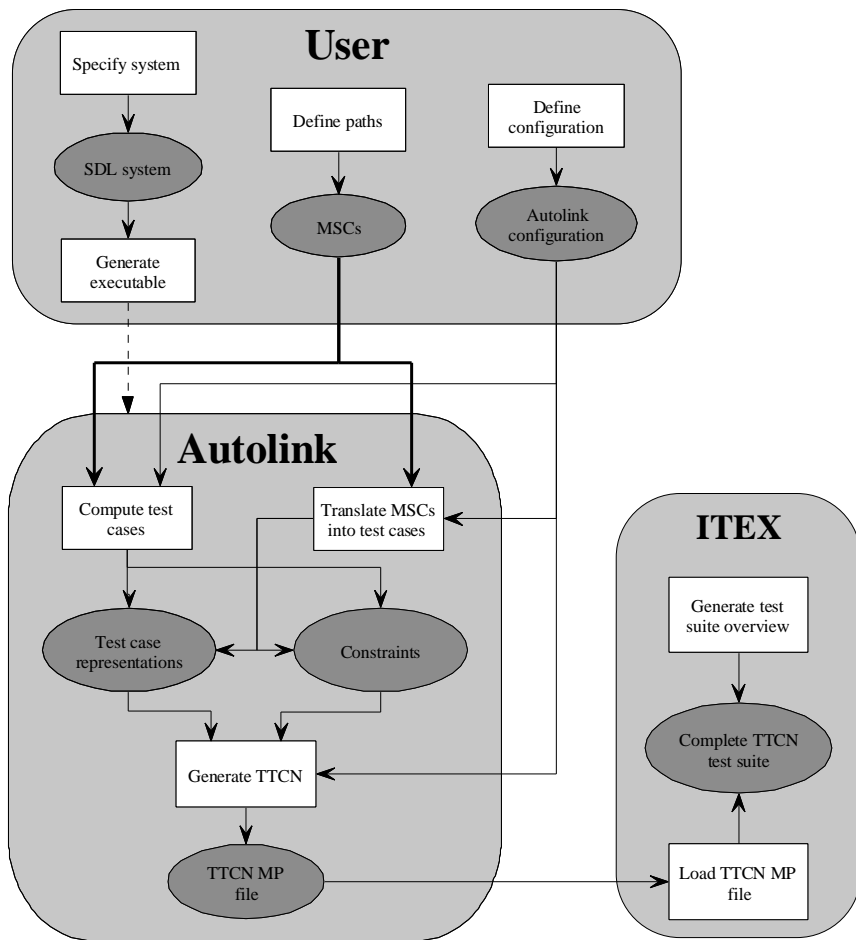 User
Specify system
Define paths
Define
configuration
SDL system
MSCs
Autolink
configuration
Generate
executable
Autolink
Compute test
cases
Translate MSCs
into test cases
Test case
representations
Constraints
Generate TTCN
TTCN MP
file
ITEX
Generate test
suite overview
Complete TTCN
test suite
Load TTCN MP
file